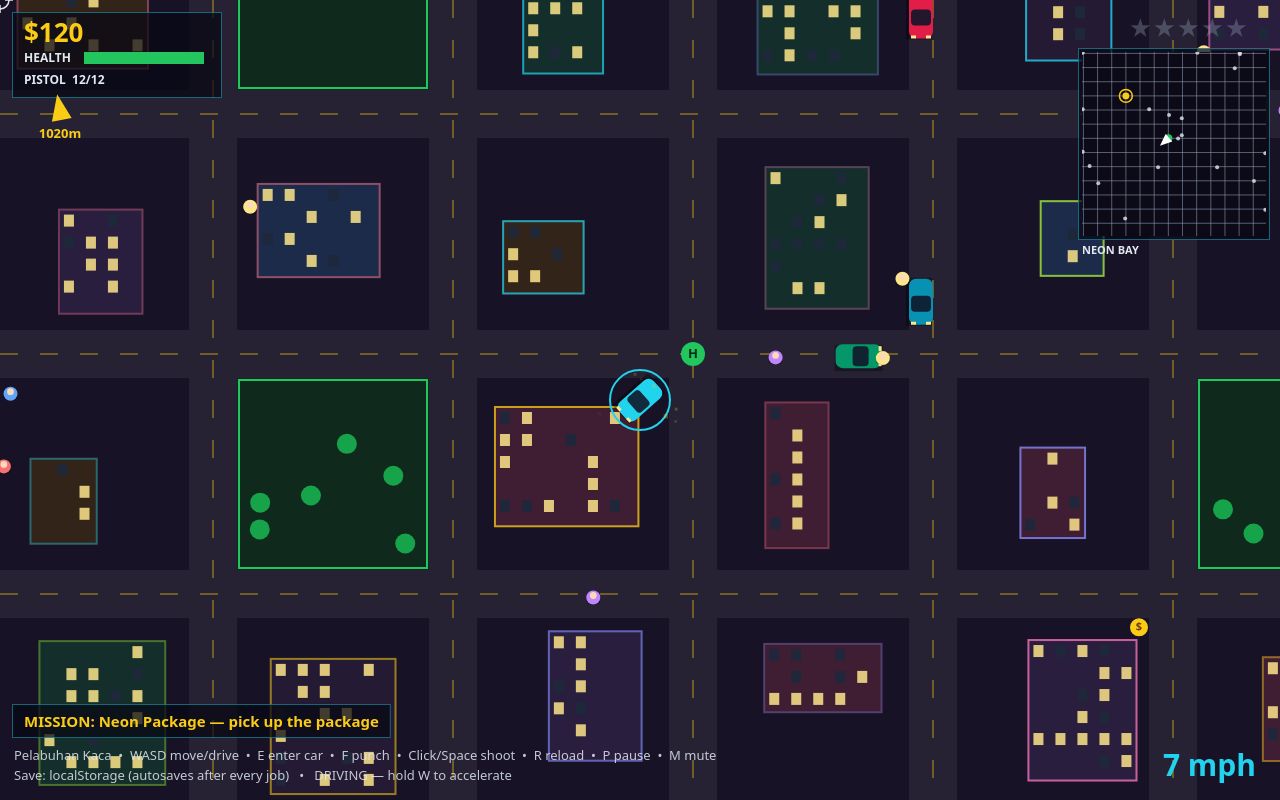 $120
HEALTH
PISTOL 12/12
1020m
NEON BAY
H
$
MISSION: Neon Package — pick up the package
Pelabuhan Kaca • WASD move/drive • E enter car • F punch • Click/Space shoot • R reload • P pause • M mute
Save: localStorage (autosaves after every job) • DRIVING — hold W to accelerate
7 mph